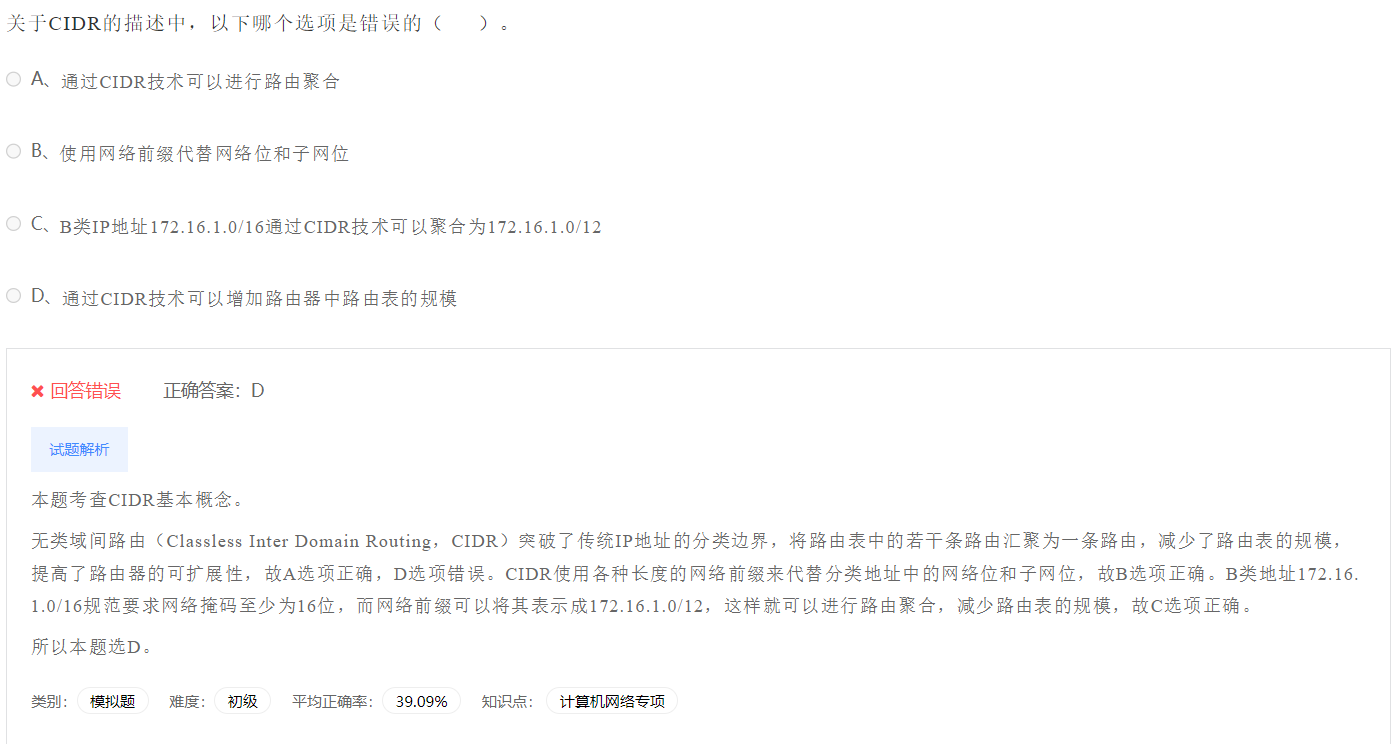 关于CIDR的描述中，以下哪个选项是错误的（　　）。
A、通过CIDR技术可以进行路由聚合
B、使用网络前缀代替网络位和子网位
C、B类IP地址172.16.1.0/16通过CIDR技术可以聚合为172.16.1.0/12
D、通过CIDR技术可以增加路由器中路由表的规模
✖ 回答错误　正确答案：D
试题解析
本题考查CIDR基本概念。
无类域间路由（Classless Inter Domain Routing，CIDR）突破了传统IP地址的分类边界，将路由表中的若干条路由汇聚为一条路由，减少了路由表的规模，
提高了路由器的可扩展性，故A选项正确，D选项错误。CIDR使用各种长度的网络前缀来代替分类地址中的网络位和子网位，故B选项正确。B类地址172.16.
1.0/16规范要求网络掩码至少为16位，而网络前缀可以将其表示成172.16.1.0/12，这样就可以进行路由聚合，减少路由表的规模，故C选项正确。
所以本题选D。
类别：模拟题　难度：初级　平均正确率：39.09%　知识点：计算机网络专项